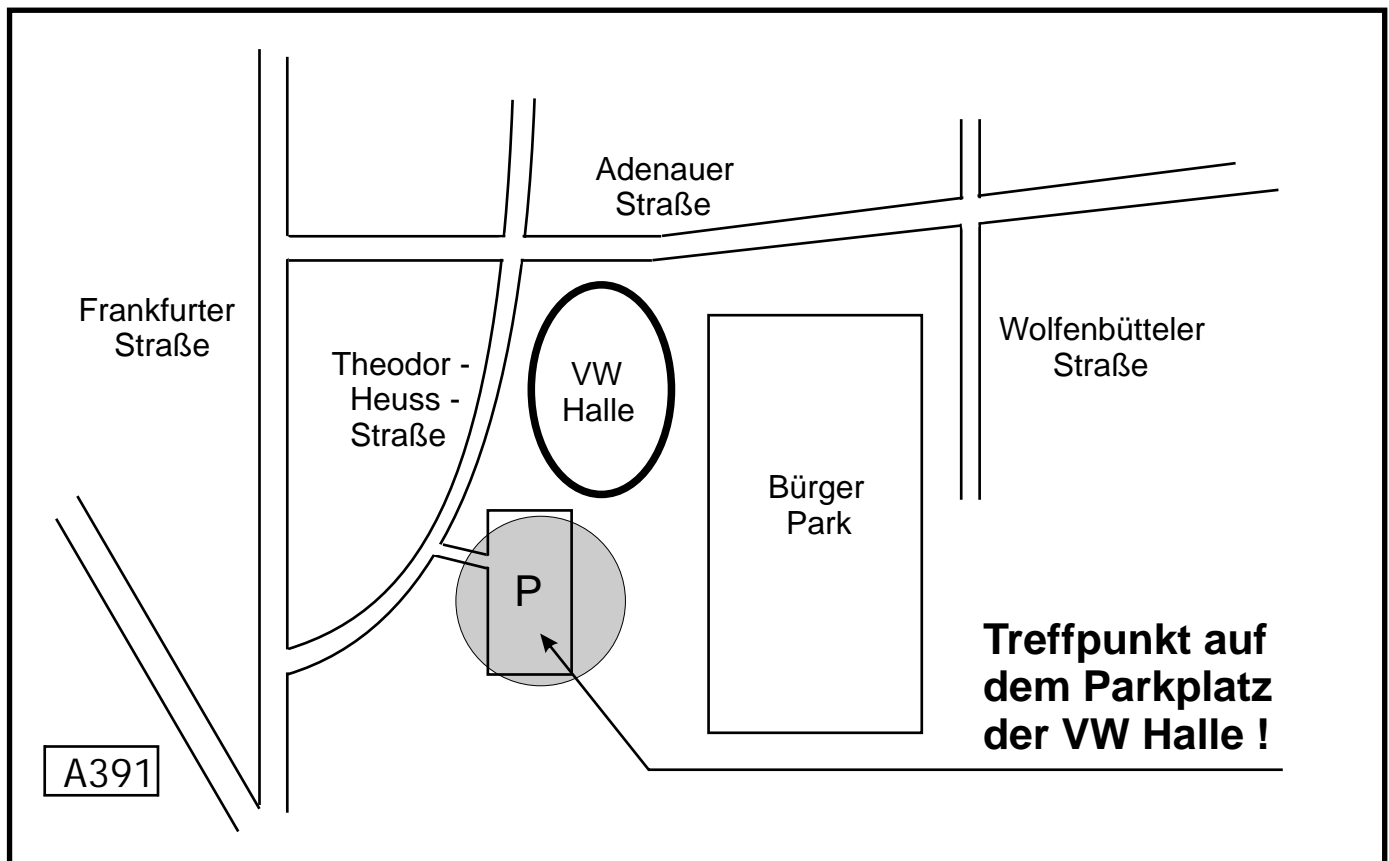 Adenauer
Straße
Frankfurter
Straße
Theodor -
Heuss -
Straße
VW
Halle
Wolfenbütteler
Straße
Bürger
Park
P
Treffpunkt auf
dem Parkplatz
der VW Halle !
A391